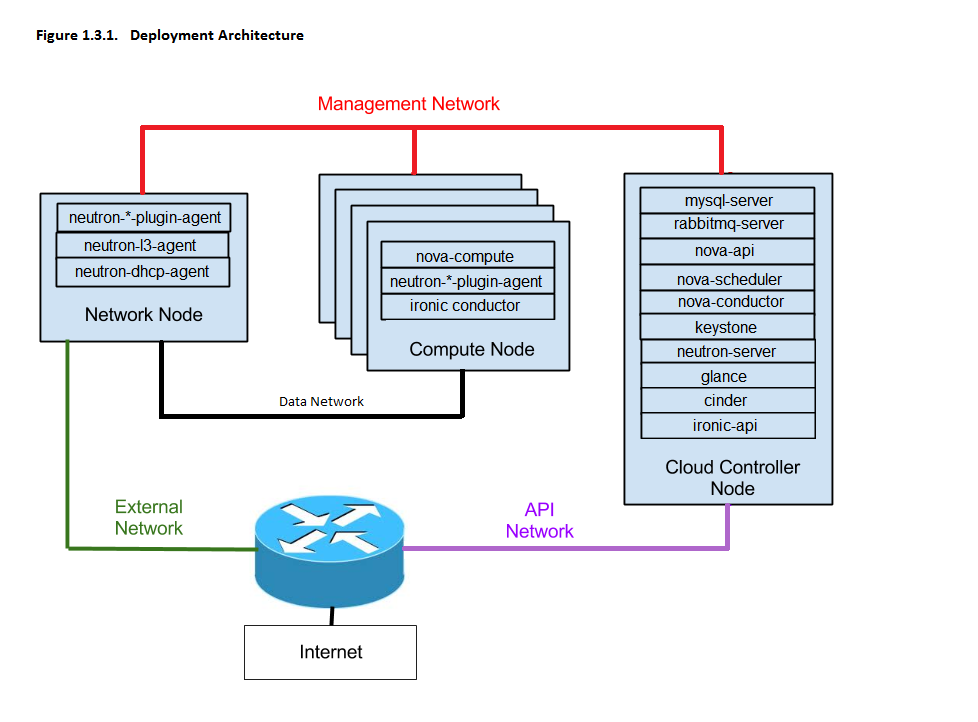 Figure 1.3.1. Deployment Architecture
Management Network
neutron-*-plugin-agent
neutron-l3-agent
neutron-dhcp-agent
Network Node
nova-compute
neutron-*-plugin-agent
ironic conductor
Compute Node
mysql-server
rabbitmq-server
nova-api
nova-scheduler
nova-conductor
keystone
neutron-server
glance
cinder
ironic-api
Cloud Controller
Node
Data Network
External
Network
API
Network
Internet